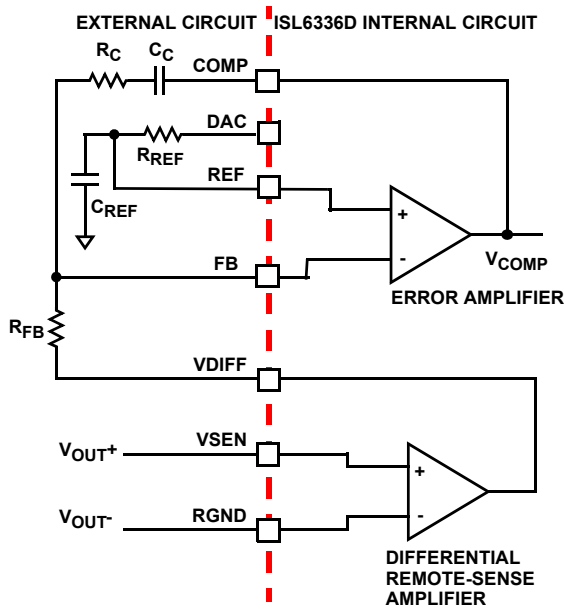 EXTERNAL CIRCUIT ISL6336D INTERNAL CIRCUIT
RC CC COMP
DAC
RREF
REF
CREF
+
-
VCOMP
FB
ERROR AMPLIFIER
RFB
VDIFF
VOUT+ VSEN
+
VOUT- RGND
-
DIFFERENTIAL
REMOTE-SENSE
AMPLIFIER